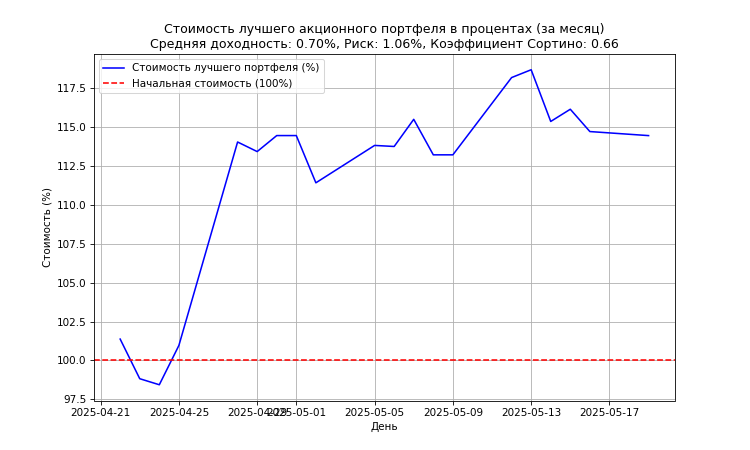 Стоимость лучшего акционного портфеля в процентах (за месяц)
Средняя доходность: 0.70%, Риск: 1.06%, Коэффициент Сортино: 0.66
Стоимость лучшего портфеля (%)
Начальная стоимость (100%)
117.5
115.0
112.5
110.0
107.5
105.0
102.5
100.0
97.5
Стоимость (%)
2025-04-21
2025-04-25
2025-04-29
2025-05-01
2025-05-05
2025-05-09
2025-05-13
2025-05-17
День